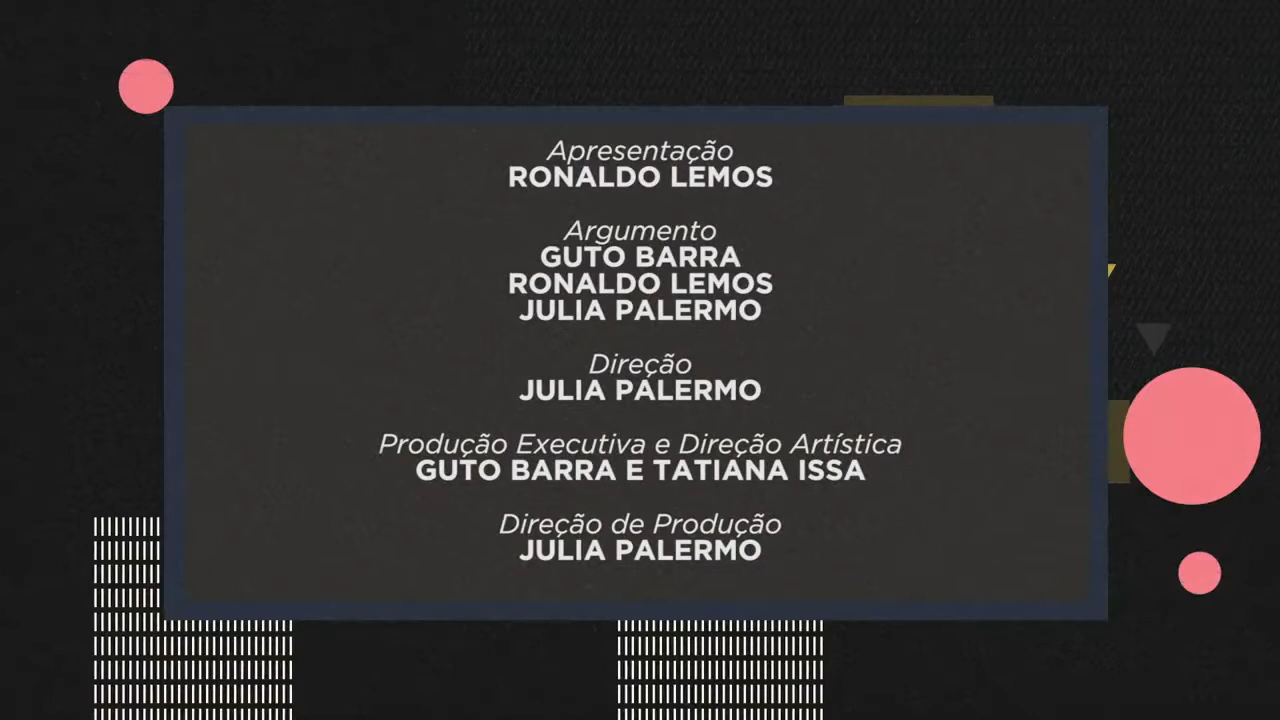 Apresentação
RONALDO LEMOS
Argumento
GUTO BARRA
RONALDO LEMOS
JULIA PALERMO
Direção
JULIA PALERMO
Produção Executiva e Direção Artística
GUTO BARRA E TATIANA ISSA
Direção de Produção
JULIA PALERMO